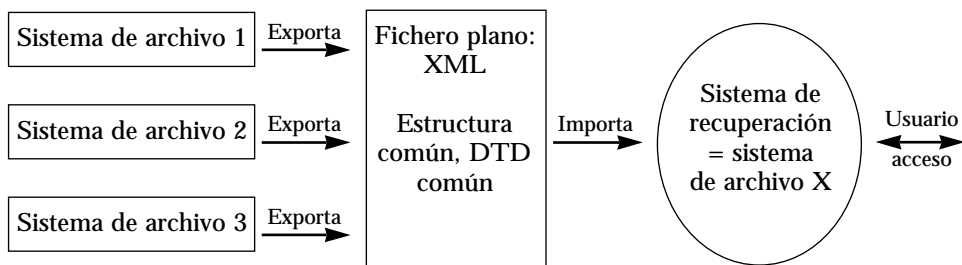 Sistema de archivo 1
Exporta
Sistema de archivo 2
Exporta
Sistema de archivo 3
Exporta
Fichero plano:
XML
Estructura
común, DTD
común
Importa
Sistema de
recuperación
= sistema
de archivo X
Usuario
acceso